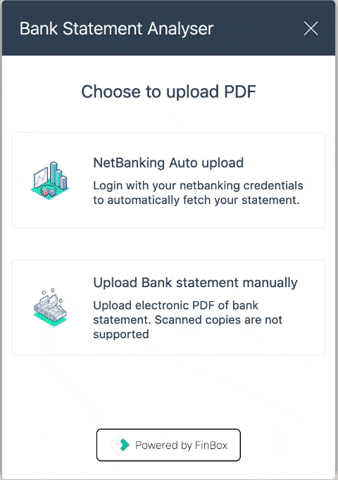 Bank Statement Analyser
Choose to upload PDF
NetBanking Auto upload
Login with your netbanking credentials
to automatically fetch your statement.
Upload Bank statement manually
Upload electronic PDF of bank
statement. Scanned copies are not
supported
Powered by FinBox